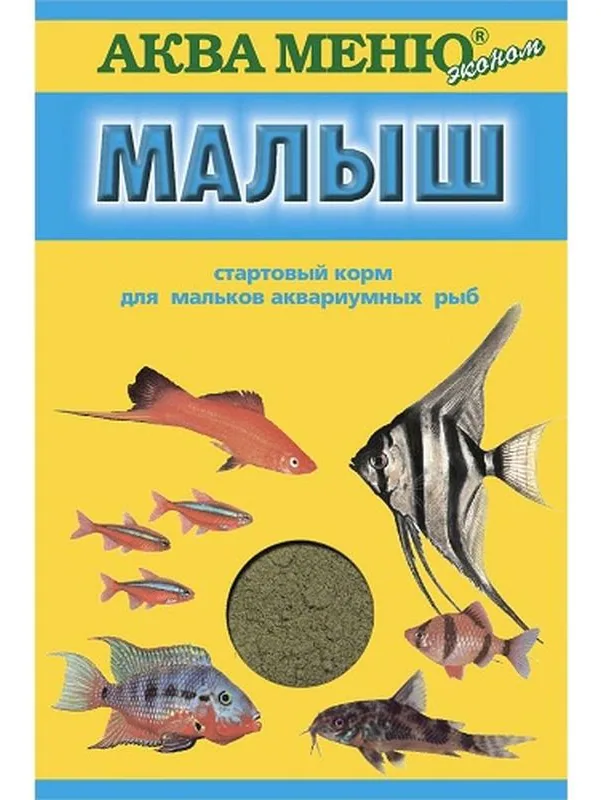 АКВА МЕНЮ®
эконом
МАЛЫШ
стартовый корм
для мальков аквариумных рыб